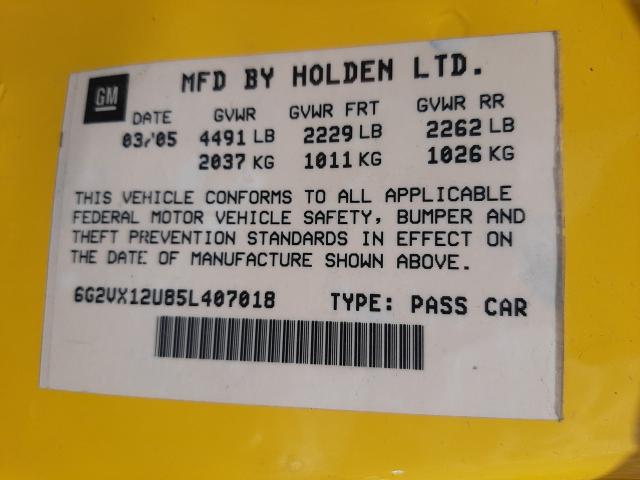 GM
MFD BY HOLDEN LTD.
DATE GVWR GVWR FRT GVWR RR
03/'05 4491 LB 2229 LB 2262 LB
2037 KG 1011 KG 1026 KG
THIS VEHICLE CONFORMS TO ALL APPLICABLE
FEDERAL MOTOR VEHICLE SAFETY, BUMPER AND
THEFT PREVENTION STANDARDS IN EFFECT ON
THE DATE OF MANUFACTURE SHOWN ABOVE.
6G2VX12U85L407018 TYPE: PASS CAR